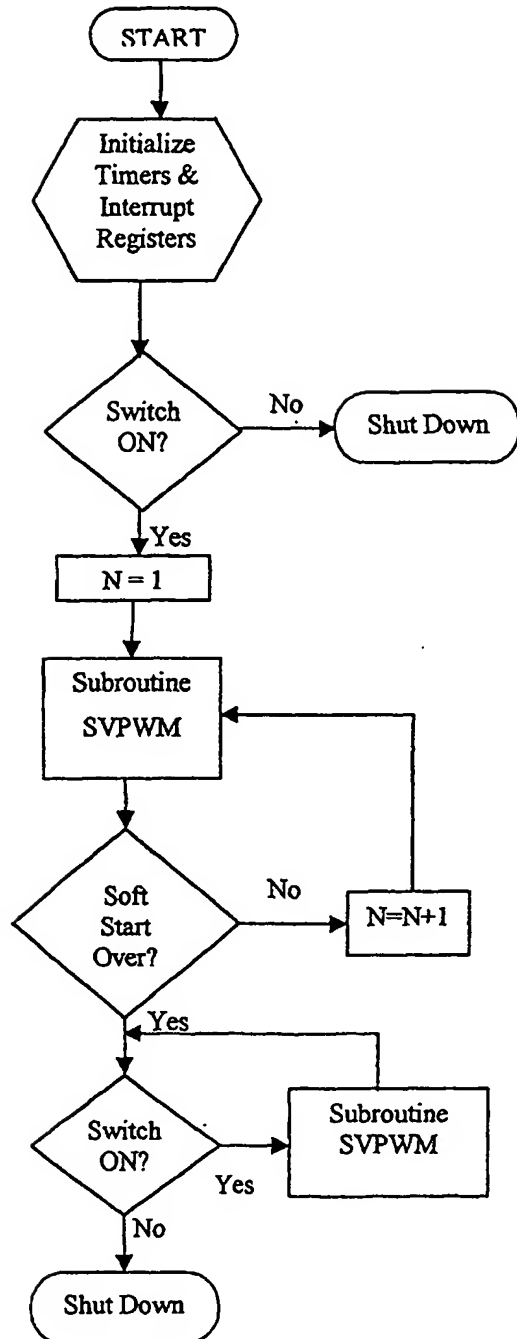 START
Initialize
Timers &
Interrupt
Registers
Switch
ON?
No
Shut Down
Yes
N = 1
Subroutine
SVPWM
Soft
Start
Over?
No
N=N+1
Yes
Switch
ON?
Yes
Subroutine
SVPWM
No
Shut Down